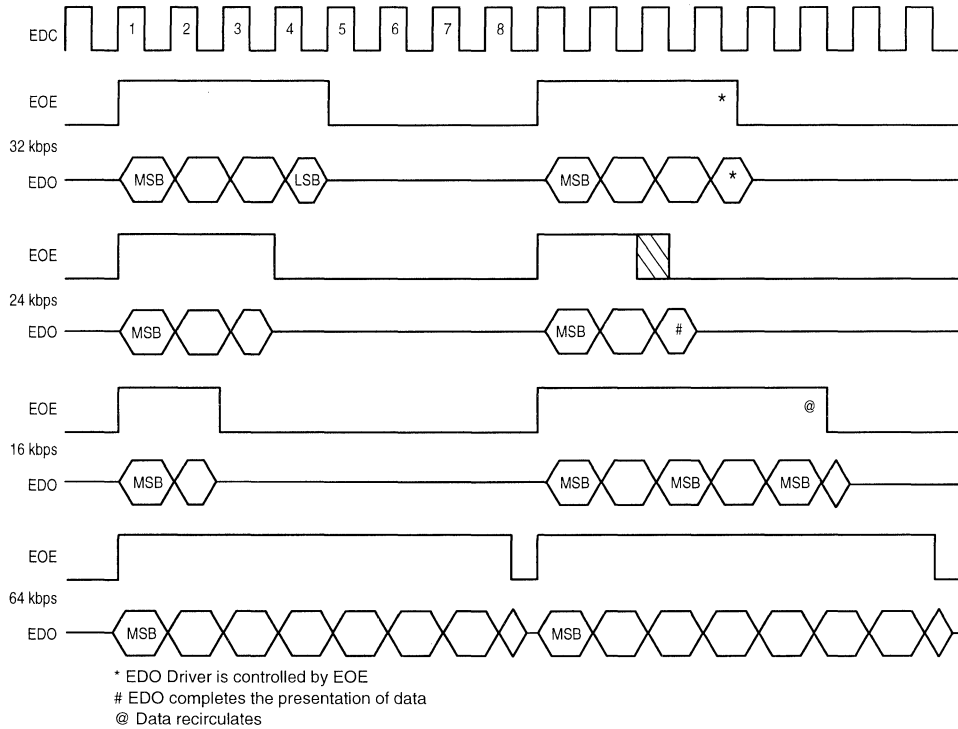 EDC 1 2 3 4 5 6 7 8
EOE *
32 kbps
EDO MSB LSB MSB *
EOE
24 kbps
EDO MSB MSB #
EOE @
16 kbps
EDO MSB MSB MSB MSB
EOE
64 kbps
EDO MSB MSB
* EDO Driver is controlled by EOE
# EDO completes the presentation of data
@ Data recirculates